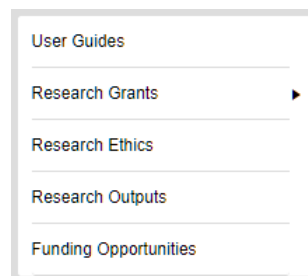 User Guides
Research Grants
Research Ethics
Research Outputs
Funding Opportunities